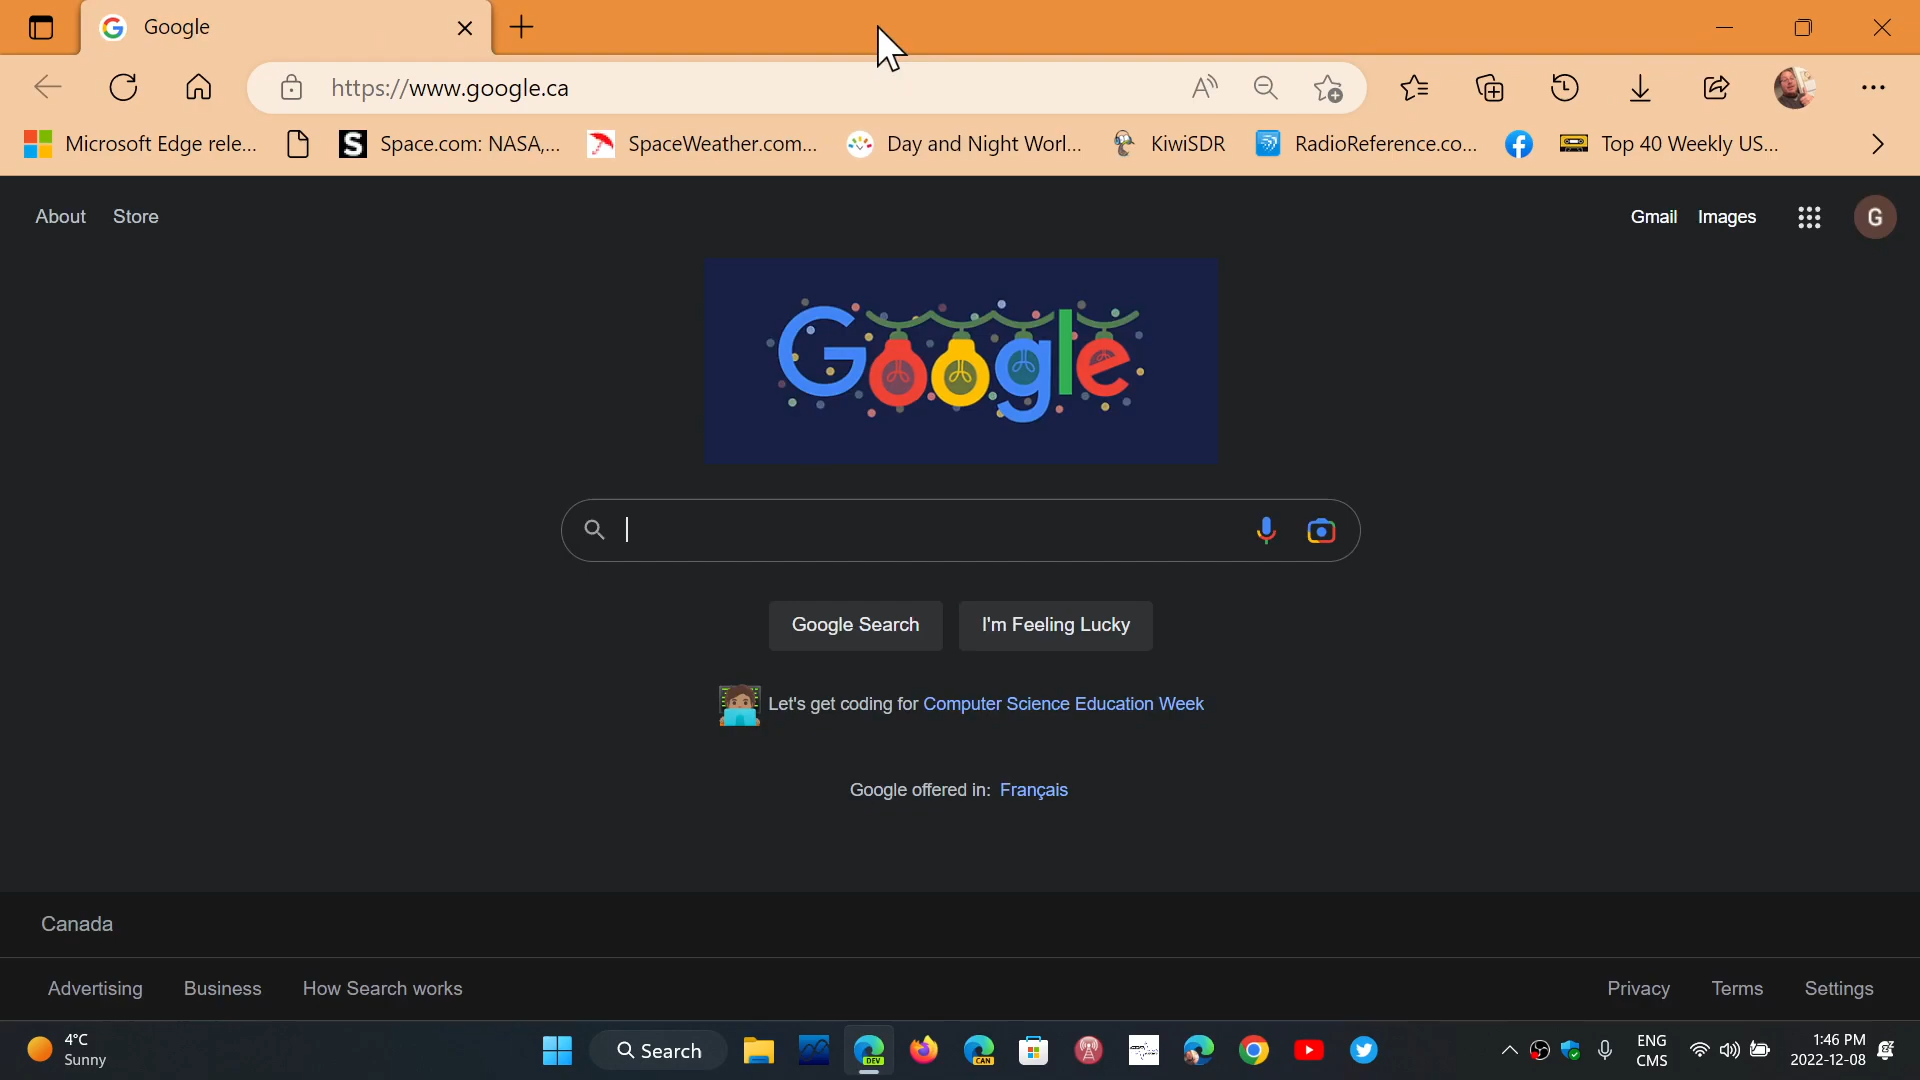 Google
https://www.google.ca
Microsoft Edge rele...
Space.com: NASA,...
SpaceWeather.com...
Day and Night Worl...
KiwiSDR
RadioReference.co...
Top 40 Weekly US...
About Store
Gmail Images G
Google
Google Search
I'm Feeling Lucky
Let's get coding for Computer Science Education Week
Google offered in: Français
Canada
Advertising Business How Search works
Privacy Terms Settings
4°C
Sunny
Search
DEV
CAN
ENG
CMS
1:46 PM
2022-12-08